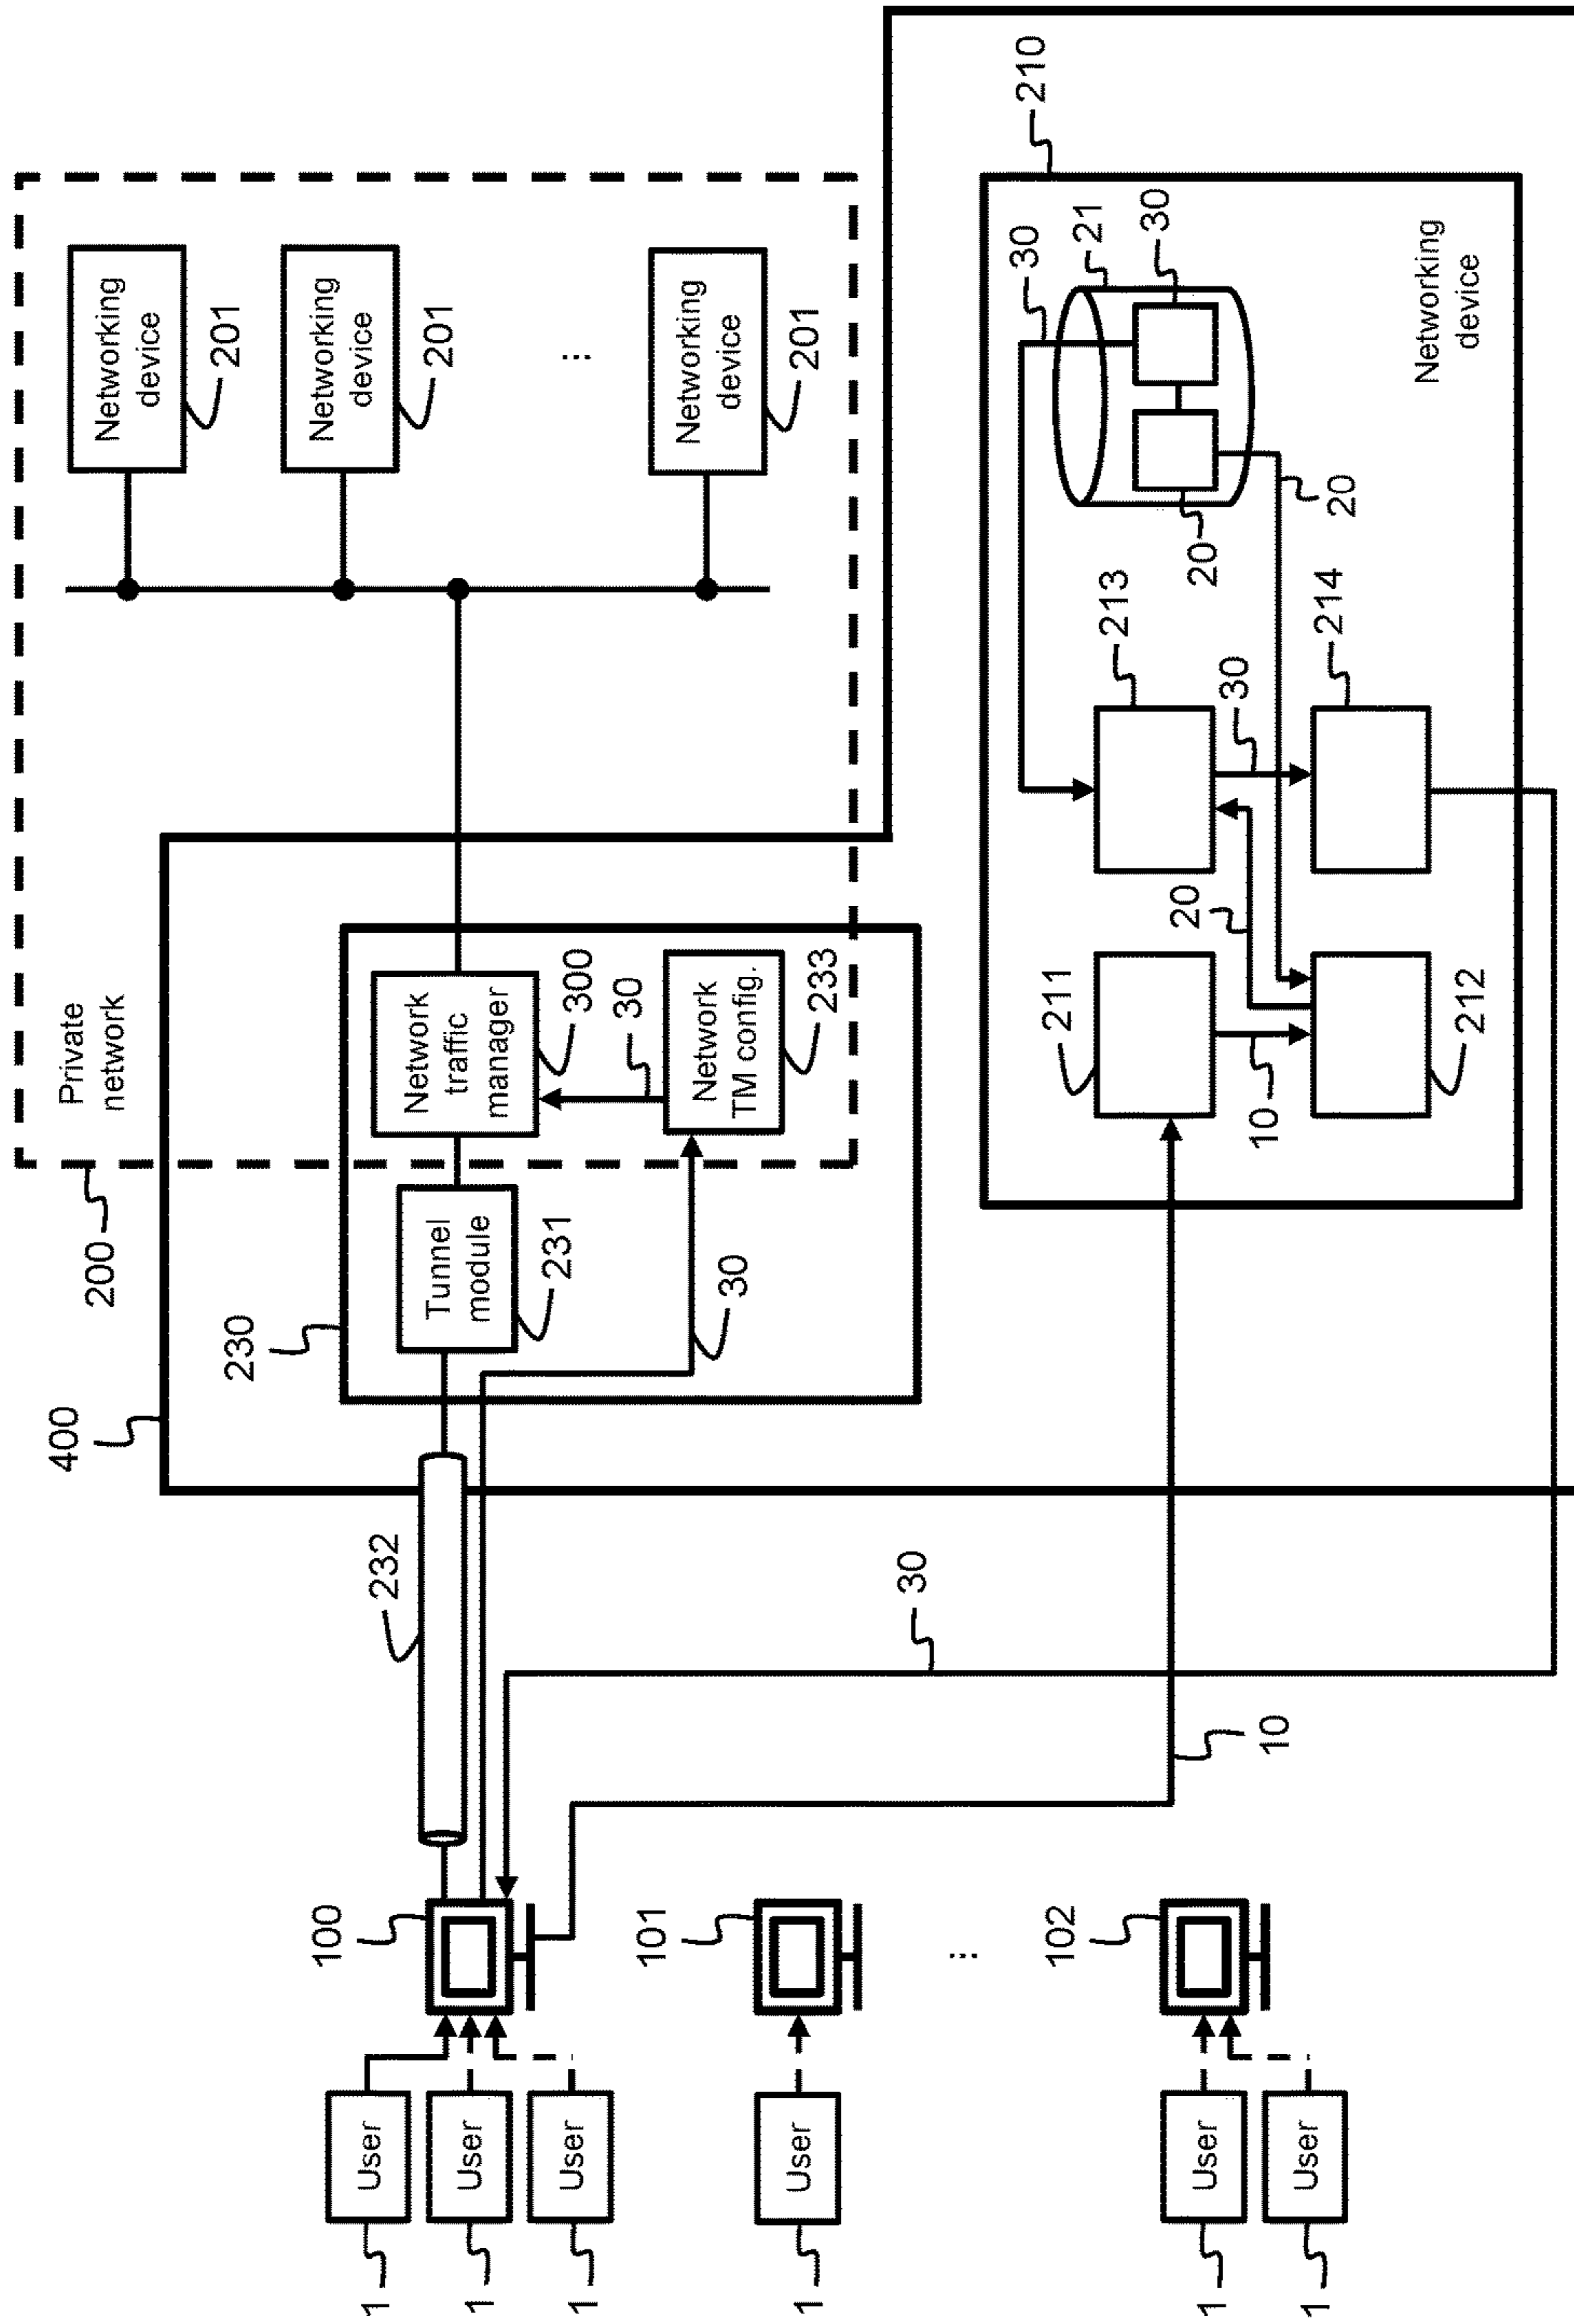 Private
network
200
400
230
Networking
device
201
Networking
device
201
...
Networking
device
201
Network
traffic
manager
300
30
Network
TM config.
233
Tunnel
module
231
30
232
100
User
1
User
1
User
1
101
User
1
...
102
User
1
User
1
30
10
210
Networking
device
211
10
212
20
213
30
214
30
21
30
20
20